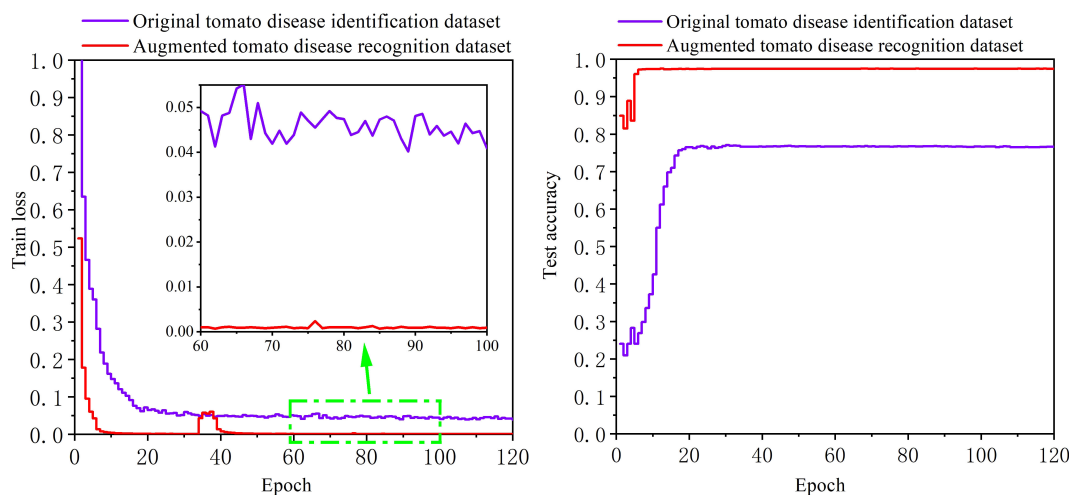 Original tomato disease identification dataset
Augmented tomato disease recognition dataset
1.0
0.9
0.8
0.7
0.6
0.5
0.4
0.3
0.2
0.1
0.0
Train loss
0 20 40 60 80 100 120
Epoch
0.05
0.04
0.03
0.02
0.01
0.00
60 70 80 90 100
Original tomato disease identification dataset
Augmented tomato disease recognition dataset
1.0
0.9
0.8
0.7
0.6
0.5
0.4
0.3
0.2
0.1
0.0
Test accuracy
0 20 40 60 80 100 120
Epoch